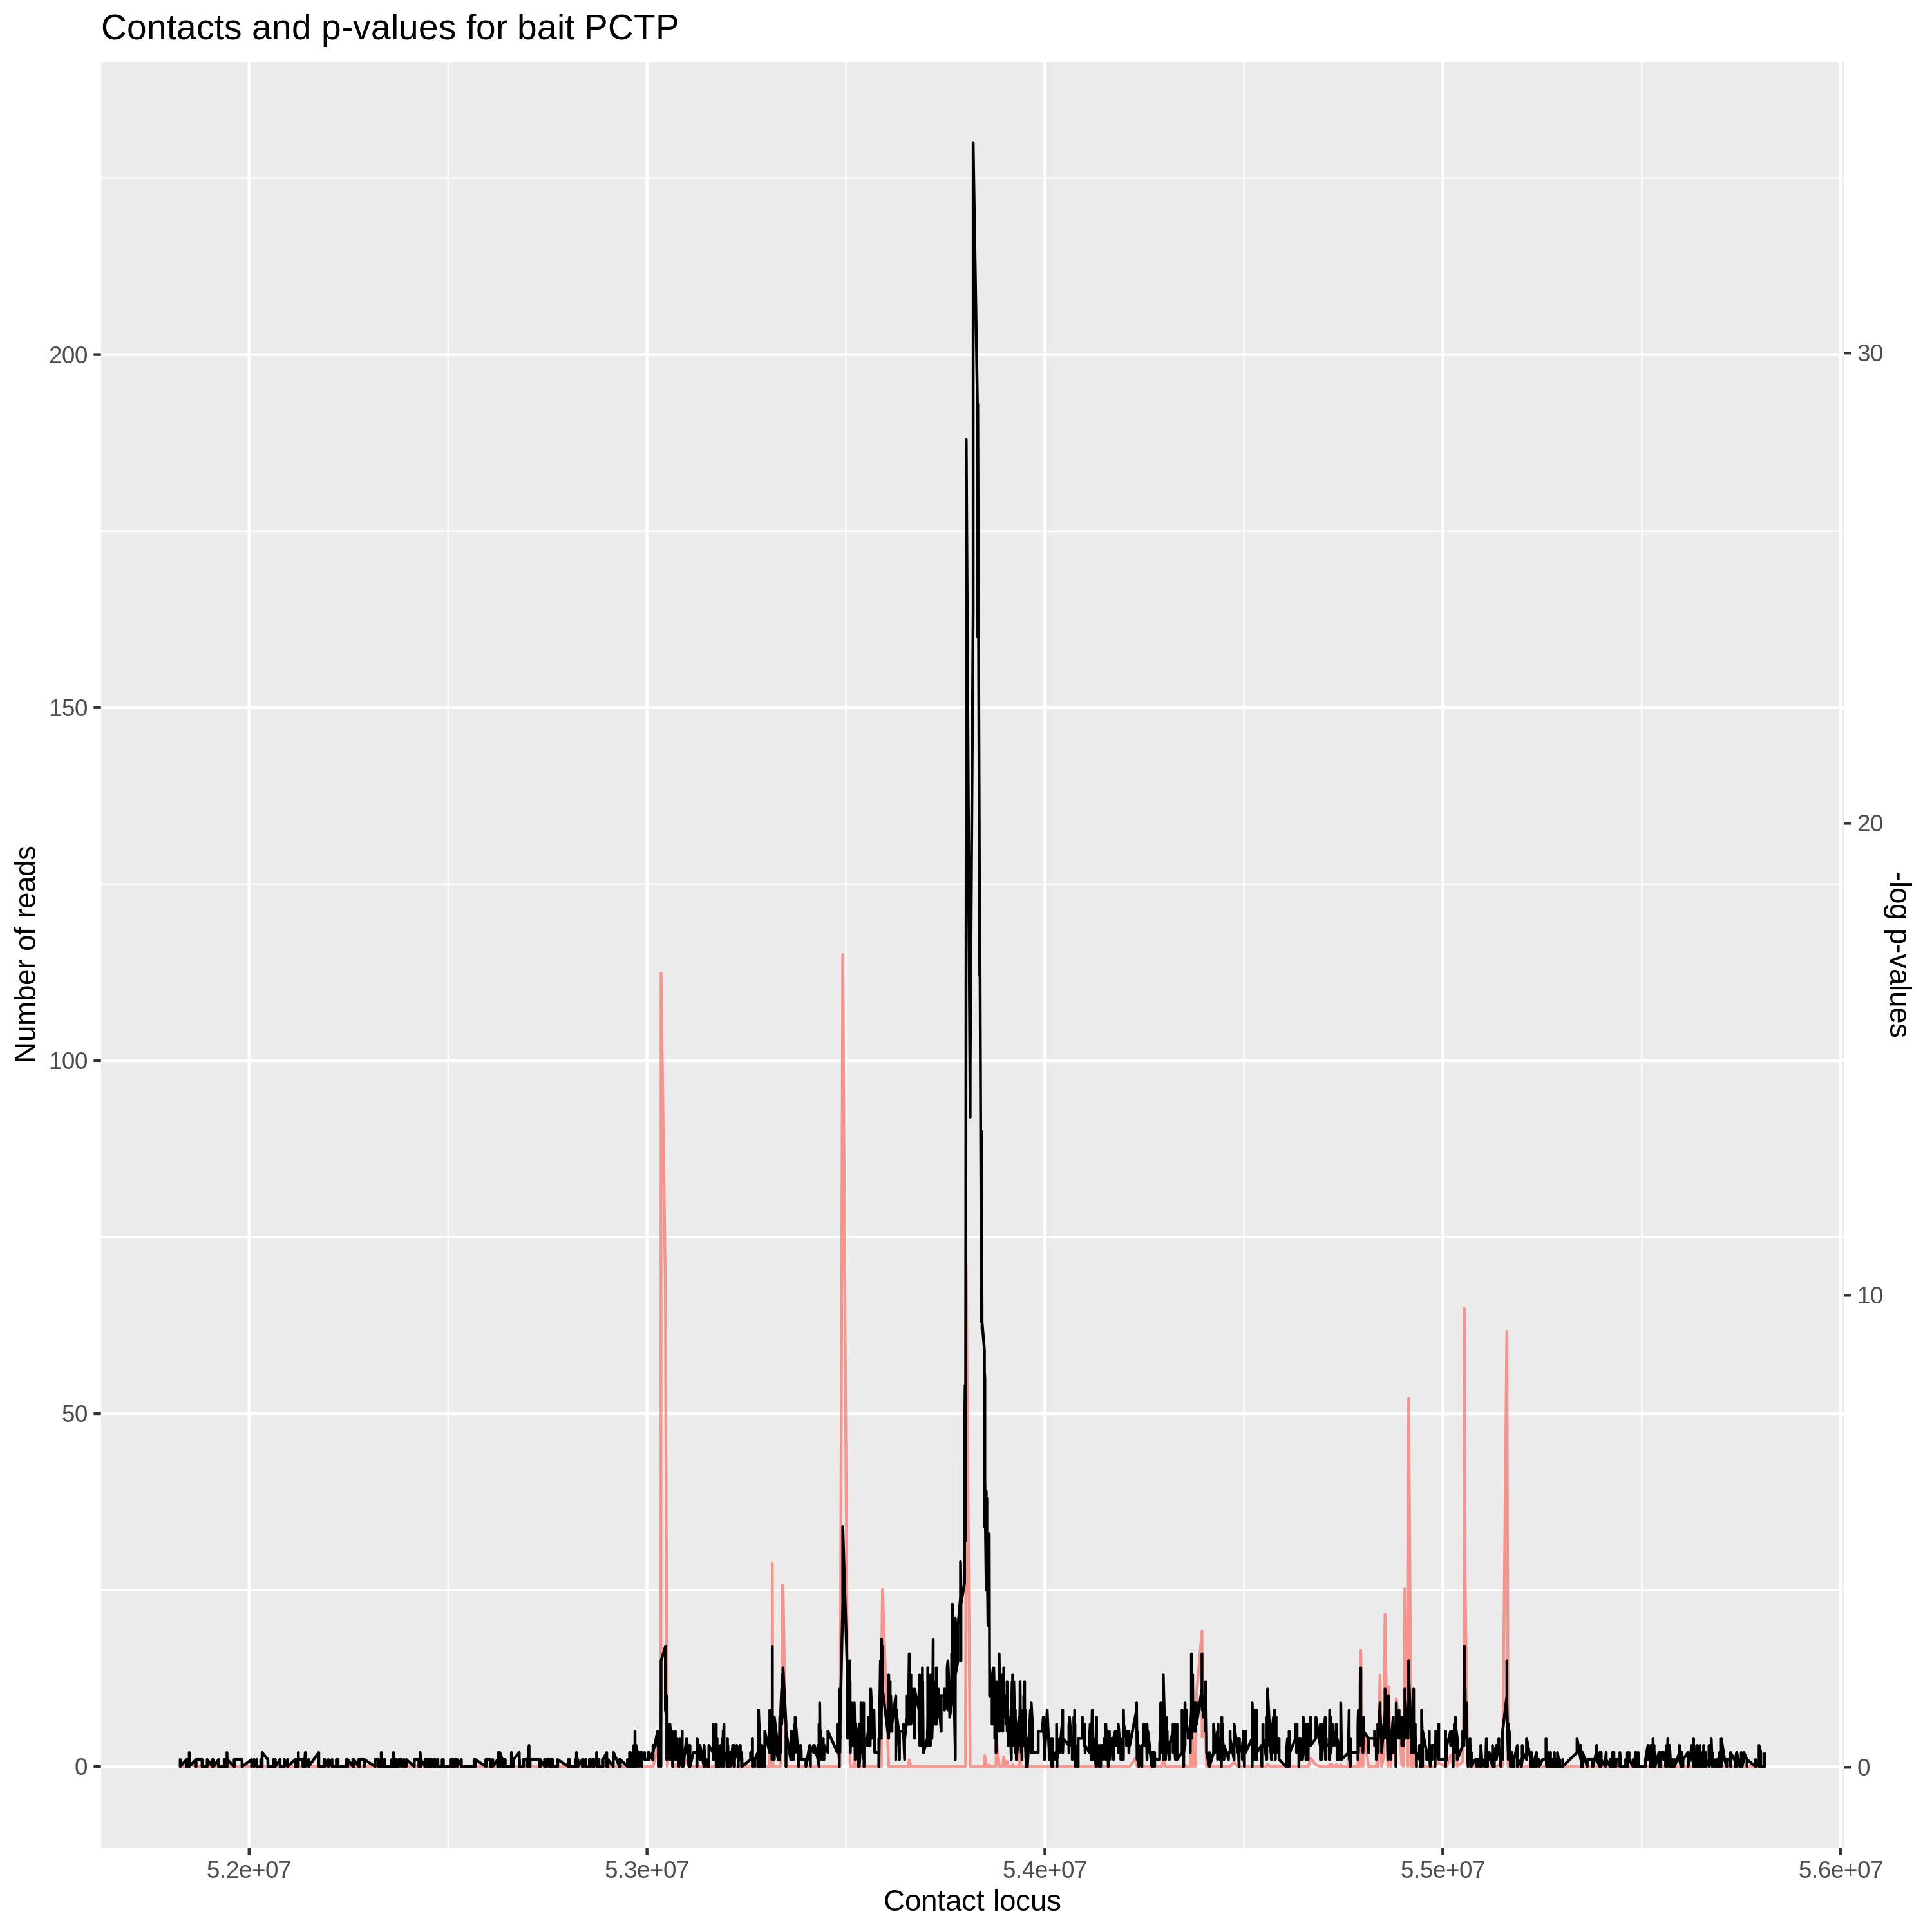 Contacts and p-values for bait PCTP
Number of reads
200
150
100
50
0
30
20
10
0
-log p-values
5.2e+07
5.3e+07
5.4e+07
5.5e+07
5.6e+07
Contact locus